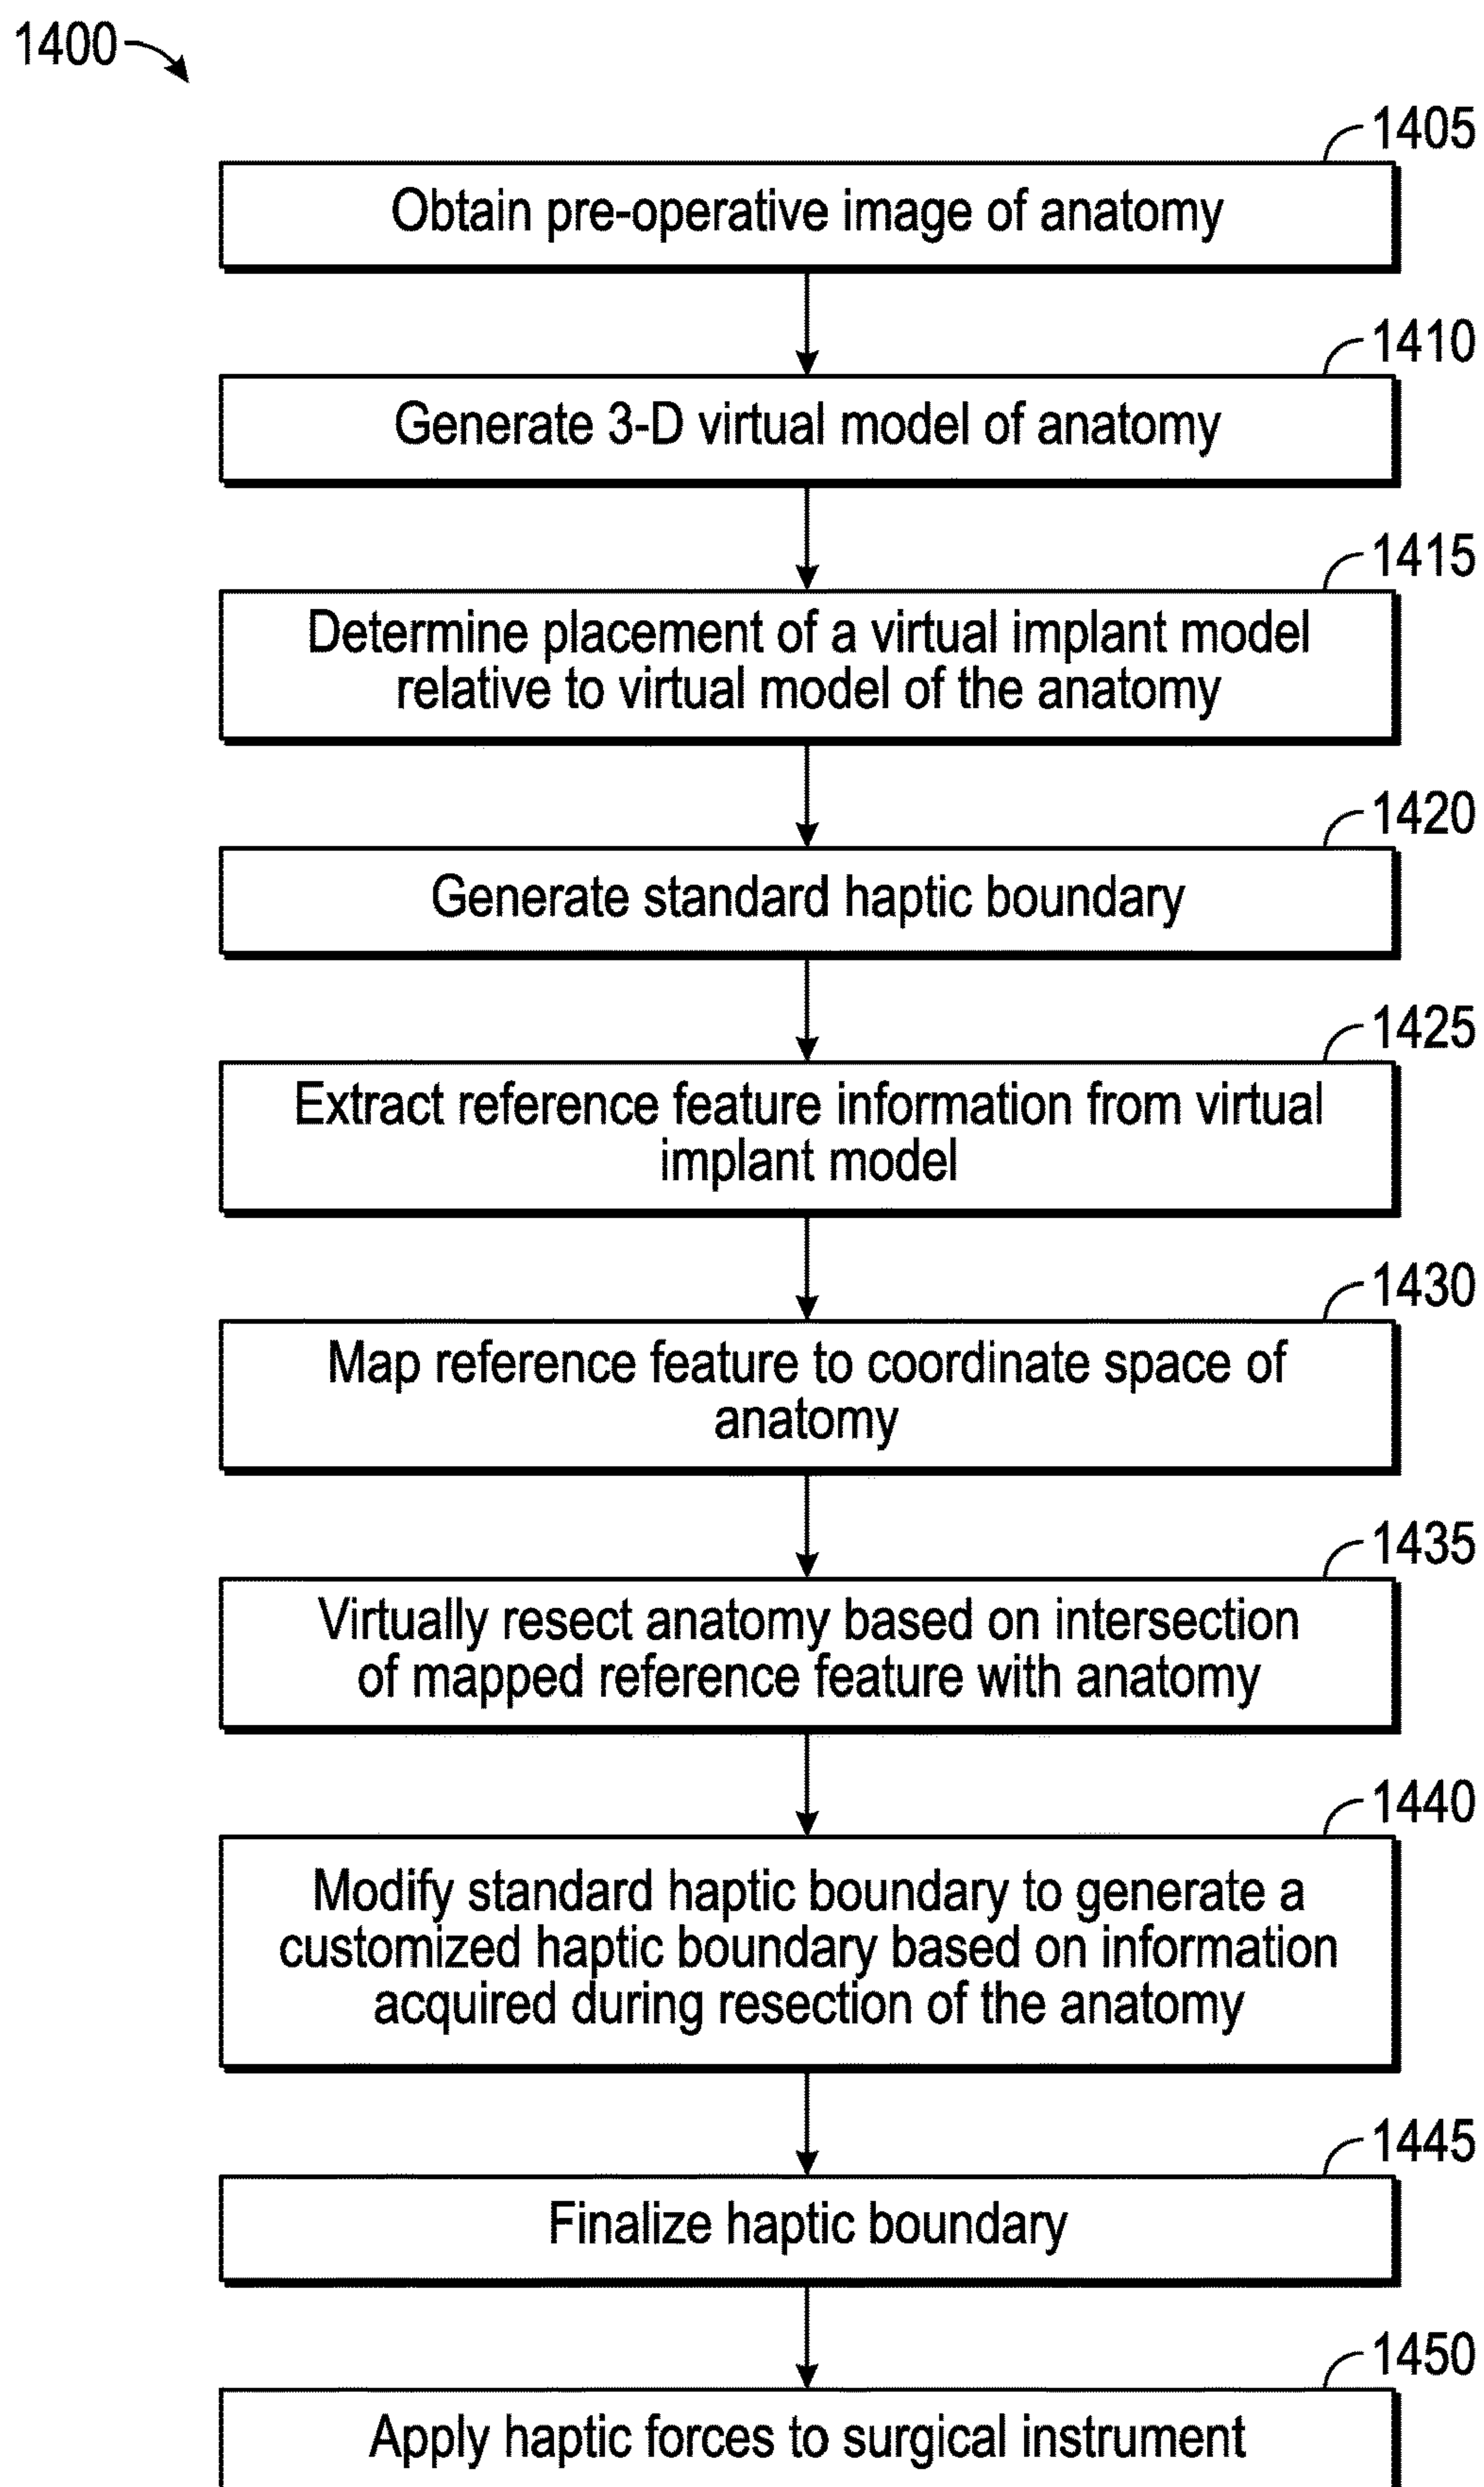 1400
1405
Obtain pre-operative image of anatomy
1410
Generate 3-D virtual model of anatomy
1415
Determine placement of a virtual implant model
relative to virtual model of the anatomy
1420
Generate standard haptic boundary
1425
Extract reference feature information from virtual
implant model
1430
Map reference feature to coordinate space of
anatomy
1435
Virtually resect anatomy based on intersection
of mapped reference feature with anatomy
1440
Modify standard haptic boundary to generate a
customized haptic boundary based on information
acquired during resection of the anatomy
1445
Finalize haptic boundary
1450
Apply haptic forces to surgical instrument